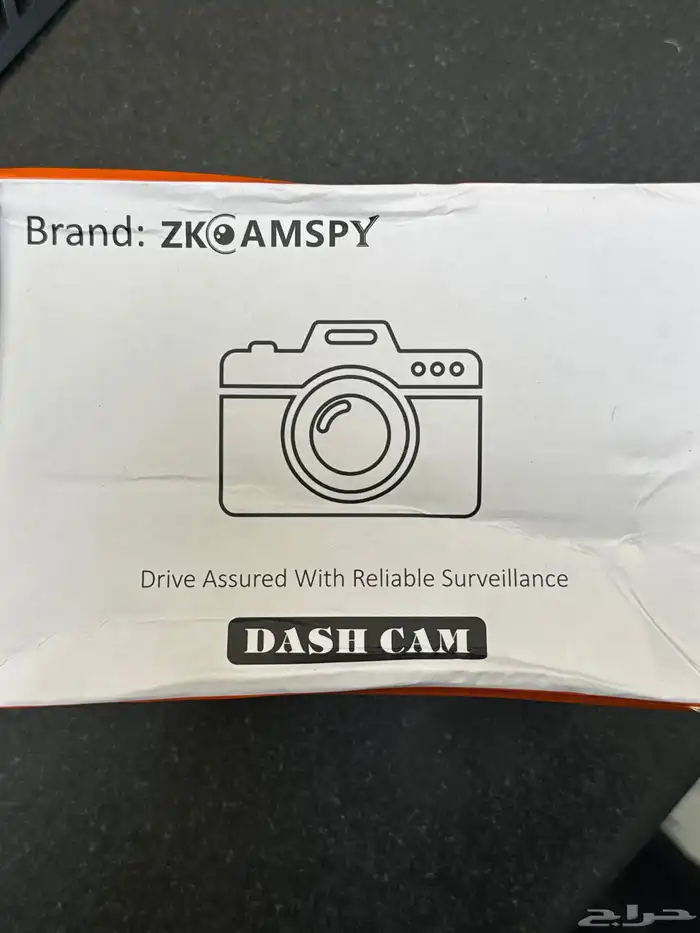 Brand: ZKCAMSPY
Drive Assured With Reliable Surveillance
DASH CAM
حراج